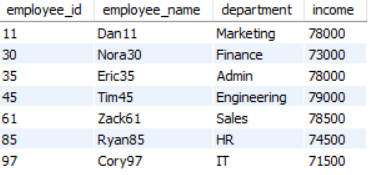 employee_id employee_name department income
11 Dan11 Marketing 78000
30 Nora30 Finance 73000
35 Eric35 Admin 78000
45 Tim45 Engineering 79000
61 Zack61 Sales 78500
85 Ryan85 HR 74500
97 Cory97 IT 71500